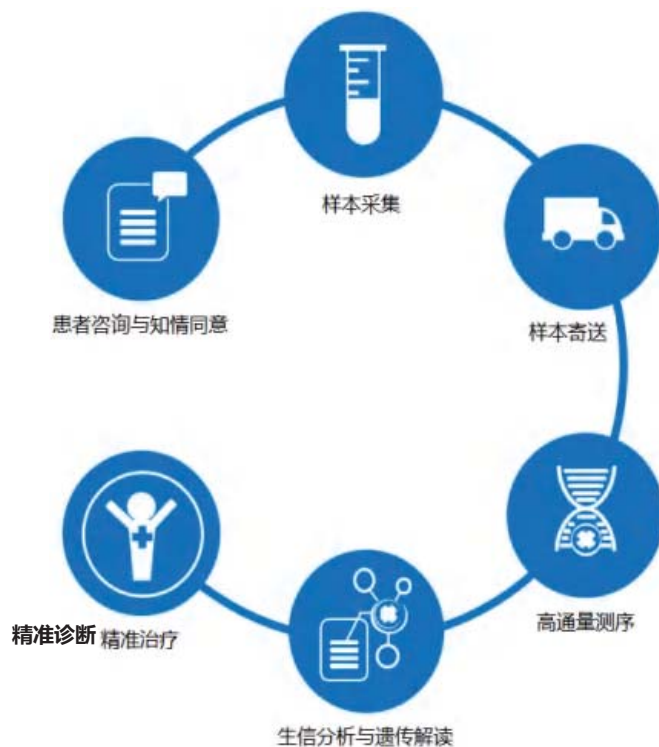 样本采集
患者咨询与知情同意
样本寄送
高通量测序
精准诊断 精准治疗
生信分析与遗传解读